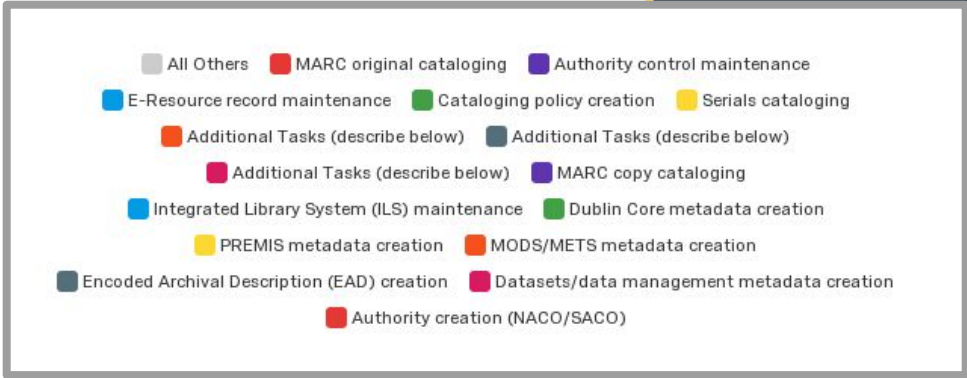 All Others MARC original cataloging Authority control maintenance
E-Resource record maintenance Cataloging policy creation Serials cataloging
Additional Tasks (describe below) Additional Tasks (describe below)
Additional Tasks (describe below) MARC copy cataloging
Integrated Library System (ILS) maintenance Dublin Core metadata creation
PREMIS metadata creation MODS/METS metadata creation
Encoded Archival Description (EAD) creation Datasets/data management metadata creation
Authority creation (NACO/SACO)